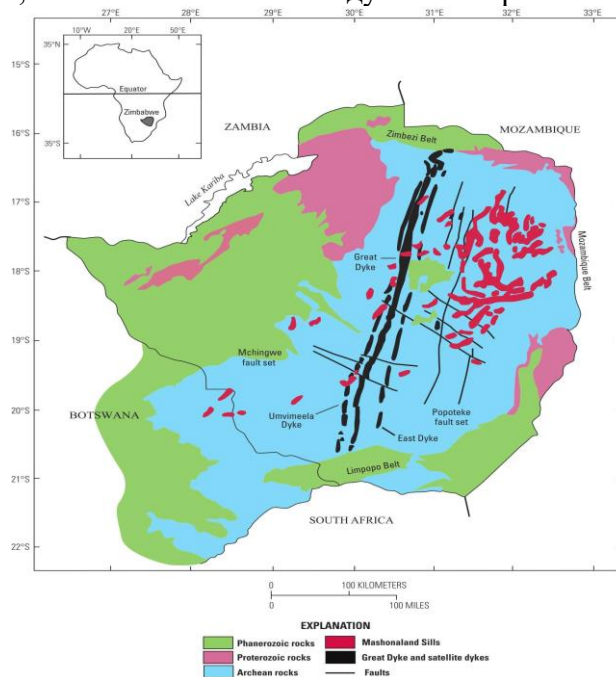 27°E 28°E 29°E 30°E 31°E 32°E 33°E
10°W 20°E 50°E
35°N
Equator
Zimbabwe
35°S
15°S
16°S
17°S
18°S
19°S
20°S
21°S
22°S
ZAMBIA
Zimbezi Belt
MOZAMBIQUE
Lake Kariba
Great
Dyke
Mozambique Belt
Mchingwe
fault set
BOTSWANA
Umvimeela
Dyke
East Dyke
Popoteke
fault set
Limpopo Belt
SOUTH AFRICA
0 100 KILOMETERS
0 100 MILES
EXPLANATION
Phanerozoic rocks
Proterozoic rocks
Archean rocks
Mashonaland Sills
Great Dyke and satellite dykes
Faults